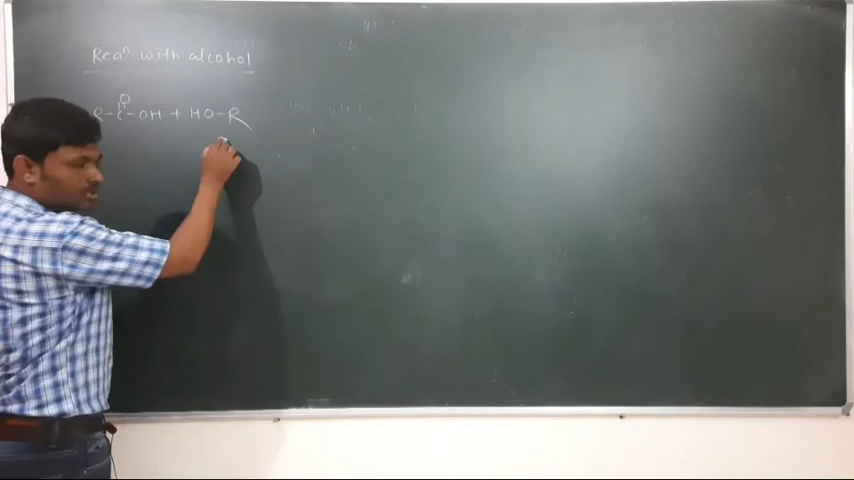 Reaⁿ with alcohol
O
R-C-OH + HO-R